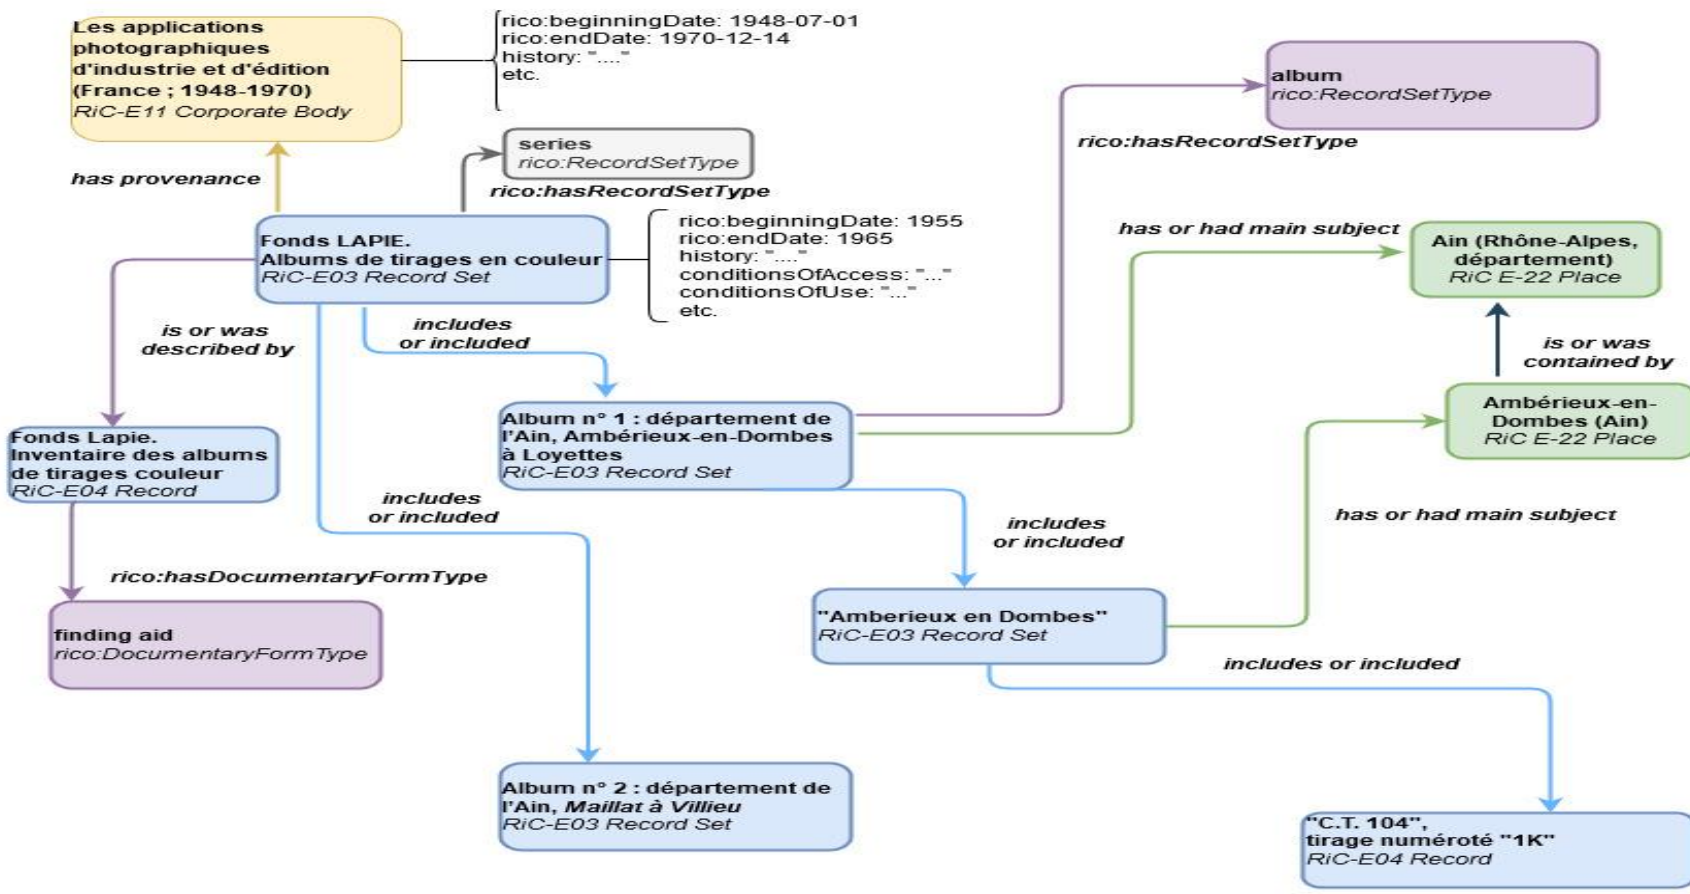 Les applications
photographiques
d'industrie et d'édition
(France ; 1948-1970)
RiC-E11 Corporate Body
rico:beginningDate: 1948-07-01
rico:endDate: 1970-12-14
history: "...."
etc.
album
rico:RecordSetType
rico:hasRecordSetType
series
rico:RecordSetType
rico:hasRecordSetType
has provenance
Fonds LAPIE.
Albums de tirages en couleur
RiC-E03 Record Set
rico:beginningDate: 1955
rico:endDate: 1965
history: "...."
conditionsOfAccess: "..."
conditionsOfUse: "..."
etc.
has or had main subject
Ain (Rhône-Alpes,
département)
RiC E-22 Place
is or was
described by
includes
or included
is or was
contained by
Fonds Lapie.
Inventaire des albums
de tirages couleur
RiC-E04 Record
Album n° 1 : département de
l'Ain, Ambérieux-en-Dombes
à Loyettes
RiC-E03 Record Set
Ambérieux-en-
Dombes (Ain)
RiC E-22 Place
includes
or included
includes
or included
has or had main subject
rico:hasDocumentaryFormType
finding aid
rico:DocumentaryFormType
"Amberieux en Dombes"
RiC-E03 Record Set
includes or included
Album n° 2 : département de
l'Ain, Maillat à Villieu
RiC-E03 Record Set
"C.T. 104",
tirage numéroté "1K"
RiC-E04 Record